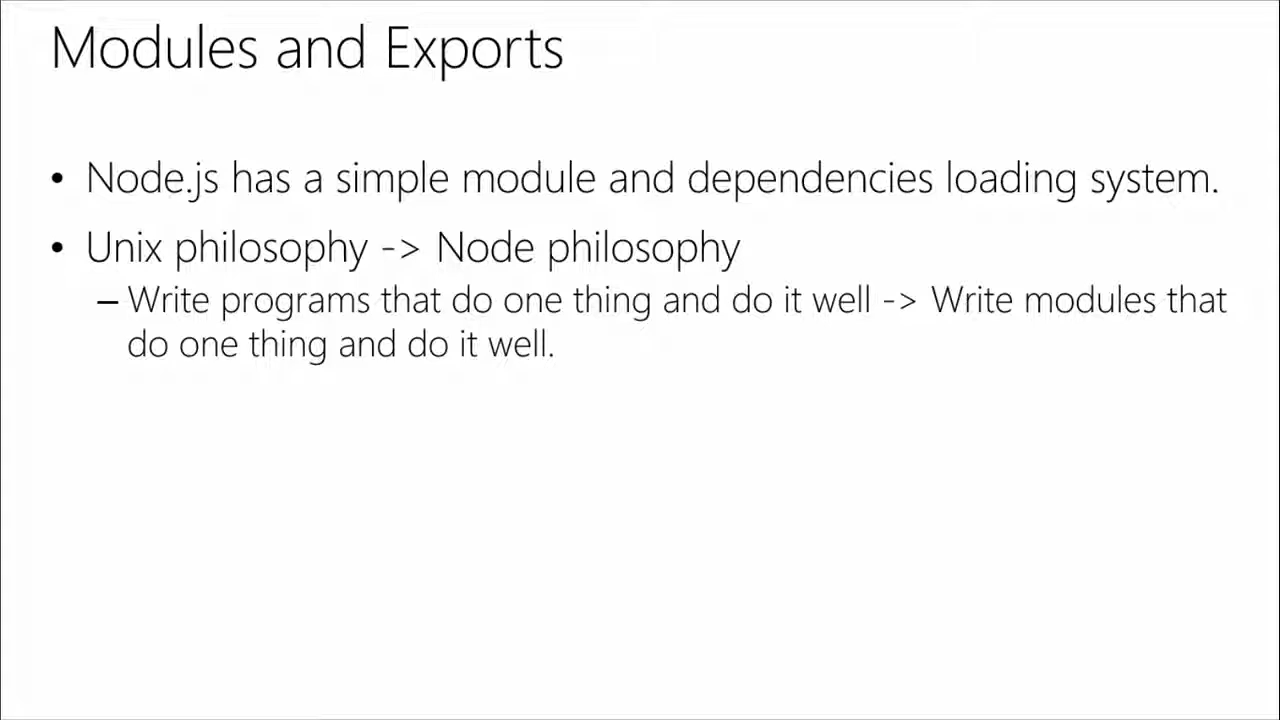 Modules and Exports
• Node.js has a simple module and dependencies loading system.
• Unix philosophy -> Node philosophy
– Write programs that do one thing and do it well -> Write modules that
do one thing and do it well.